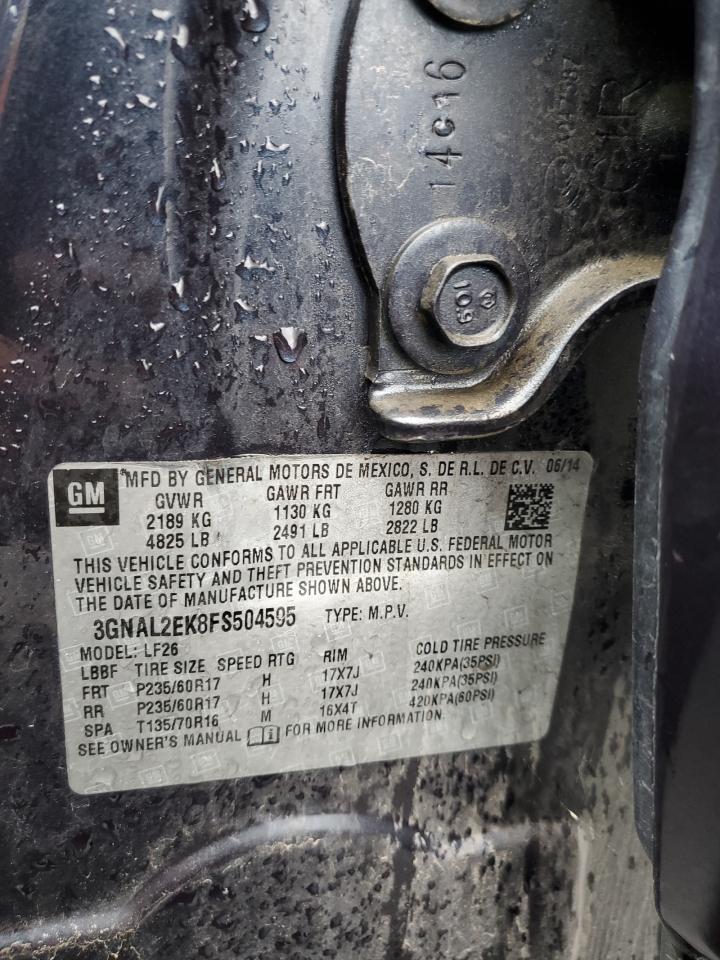 14916
GM
*MFD BY GENERAL MOTORS DE MEXICO, S. DE R.L. DE C.V. 06/14
GVWR GAWR FRT GAWR RR
2189 KG 1130 KG 1280 KG
4825 LB 2491 LB 2822 LB
THIS VEHICLE CONFORMS TO ALL APPLICABLE U.S. FEDERAL MOTOR
VEHICLE SAFETY AND THEFT PREVENTION STANDARDS IN EFFECT ON
THE DATE OF MANUFACTURE SHOWN ABOVE.
3GNAL2EK8FS504595 TYPE: M.P.V.
MODEL: LF26
LBBF TIRE SIZE SPEED RTG RIM COLD TIRE PRESSURE
FRT P235/60R17 H 17X7J 240KPA(35PSI)
RR P235/60R17 H 17X7J 240KPA(35PSI)
SPA T135/70R16 M 16X4T 420KPA(60PSI)
SEE OWNER'S MANUAL i FOR MORE INFORMATION.